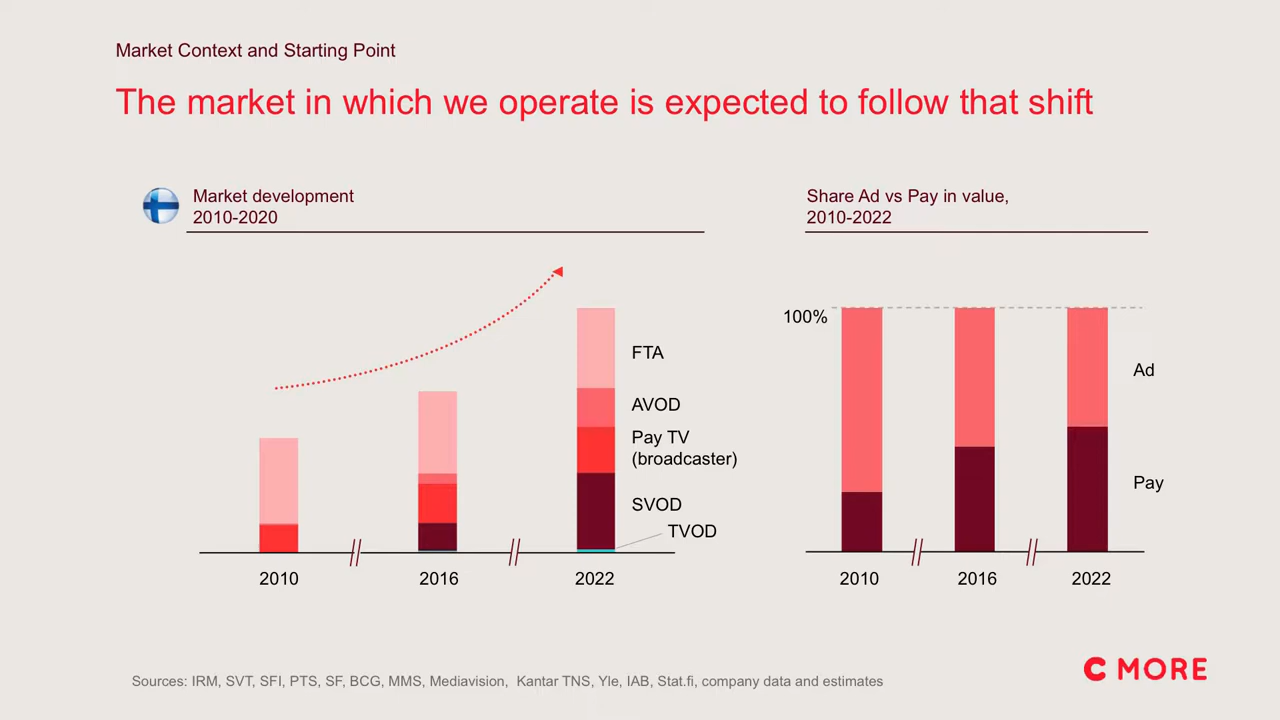 Market Context and Starting Point
The market in which we operate is expected to follow that shift
Market development
2010-2020
FTA
AVOD
Pay TV
(broadcaster)
SVOD
TVOD
2010
2016
2022
Share Ad vs Pay in value,
2010-2022
100%
Ad
Pay
2010
2016
2022
Sources: IRM, SVT, SFI, PTS, SF, BCG, MMS, Mediavision, Kantar TNS, Yle, IAB, Stat.fi, company data and estimates
C MORE